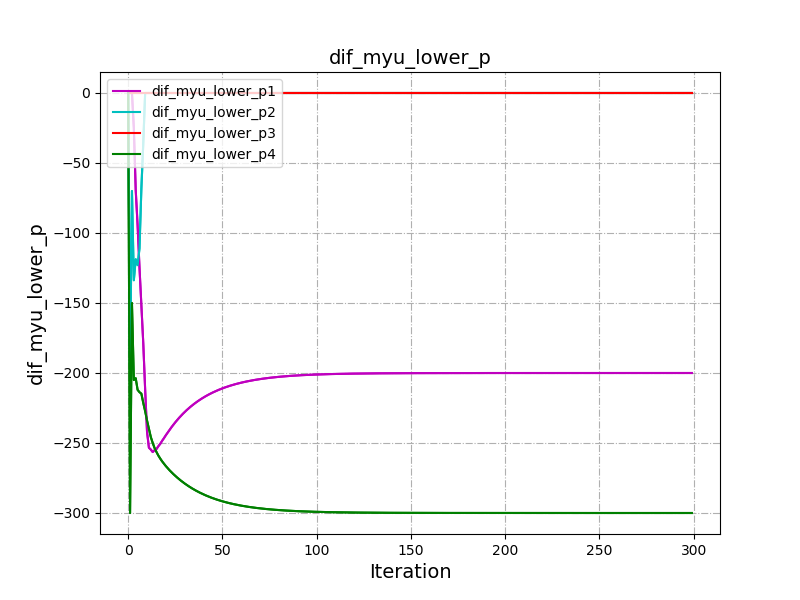 dif_myu_lower_p
dif_myu_lower_p1
dif_myu_lower_p2
dif_myu_lower_p3
dif_myu_lower_p4
dif_myu_lower_p
0
−50
−100
−150
−200
−250
−300
0 50 100 150 200 250 300
Iteration